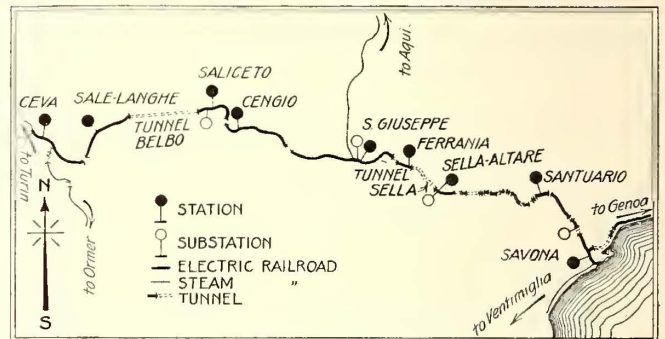 to Aqui.
SALICETO
CEVA
SALE-LANGHE
CENGIO
TUNNEL
BELBO
S. GIUSEPPE
FERRANIA
TUNNEL
SELLA
SELLA-ALTARE
SANTUARIO
to Genoa
to Turin
N
to Ormer
STATION
SUBSTATION
ELECTRIC RAILROAD
STEAM "
TUNNEL
SAVONA
to Ventimiglia
S